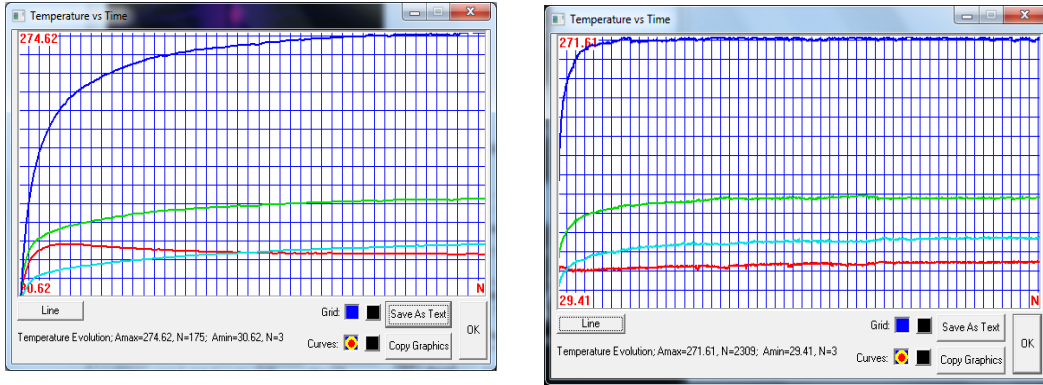 Temperature vs Time
274.62
30.62
N
Line
Grid:
Save As Text
OK
Temperature Evolution; Amax=274.62, N=175; Amin=30.62, N=3
Curves:
Copy Graphics
Temperature vs Time
271.61
29.41
N
Line
Grid:
Save As Text
OK
Temperature Evolution; Amax=271.61, N=2309; Amin=29.41, N=3
Curves:
Copy Graphics